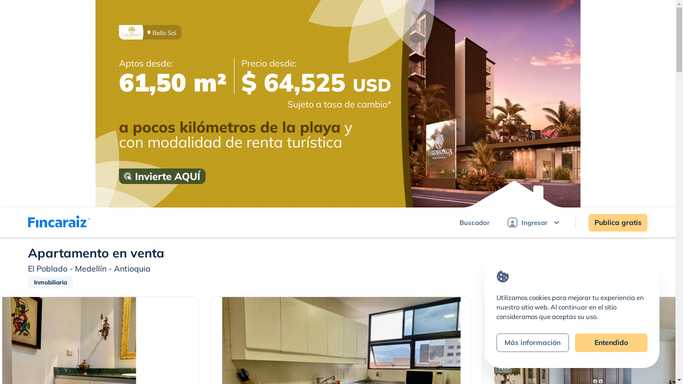 Bello Sol
Aptos desde:
61,50 m²
Precio desde:
$ 64,525 USD
Sujeto a tasa de cambio*
a pocos kilómetros de la playa y
con modalidad de renta turística
Invierte AQUÍ
Fincaraiz
Buscador
Ingresar
Publica gratis
Apartamento en venta
El Poblado - Medellín - Antioquia
Inmobiliaria
Utilizamos cookies para mejorar tu experiencia en
nuestro sitio web. Al continuar en el sitio
consideramos que aceptas su uso.
Más información
Entendido